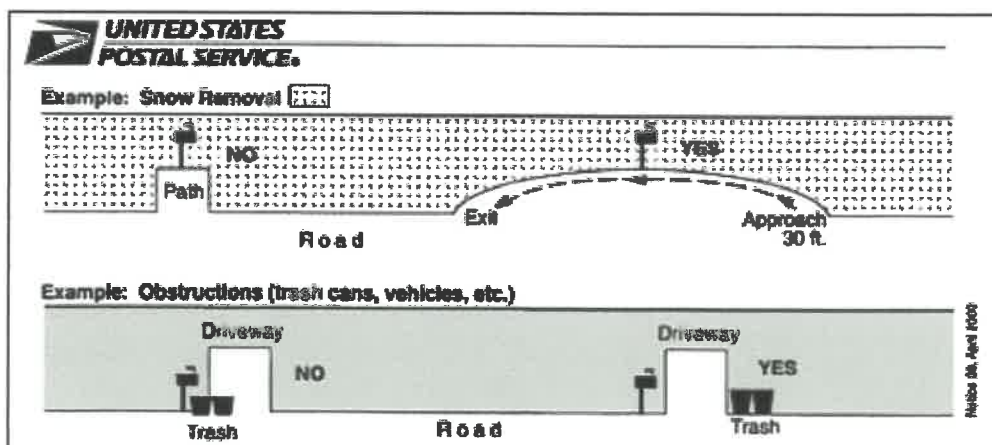 UNITED STATES
POSTAL SERVICE®
Example: Snow Removal
NO
YES
Path
Exit
Approach
30 ft.
Road
Example: Obstructions (trash cans, vehicles, etc.)
Driveway
Driveway
NO
YES
Trash
Road
Trash
April